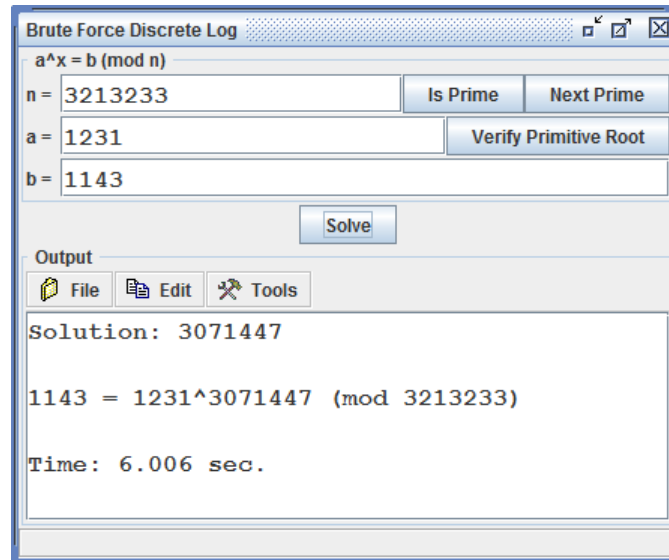 Brute Force Discrete Log
a^x = b (mod n)
n = 3213233 Is Prime Next Prime
a = 1231 Verify Primitive Root
b = 1143
Solve
Output
File Edit Tools
Solution: 3071447
1143 = 1231^3071447 (mod 3213233)
Time: 6.006 sec.